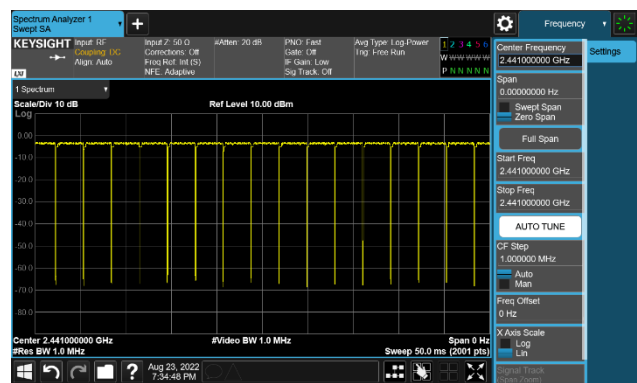 Spectrum Analyzer 1
Swept SA
Frequency
KEYSIGHT
Input: RF
Coupling: DC
Align: Auto
Input Z: 50 Ω
Corrections: Off
Freq Ref: Int (S)
NFE: Adaptive
#Atten: 20 dB
PNO: Fast
Gate: Off
IF Gain: Low
Sig Track: Off
Avg Type: Log-Power
Trig: Free Run
1 2 3 4 5 6
W W W W W W
P N N N N N
LXI
1 Spectrum
Scale/Div 10 dB
Ref Level 10.00 dBm
Log
0.00
-10.0
-20.0
-30.0
-40.0
-50.0
-60.0
-70.0
-80.0
Center 2.441000000 GHz
#Video BW 1.0 MHz
Span 0 Hz
#Res BW 1.0 MHz
Sweep 50.0 ms (2001 pts)
Aug 23, 2022
7:34:48 PM
Center Frequency
2.441000000 GHz
Settings
Span
0.00000000 Hz
Swept Span
Zero Span
Full Span
Start Freq
2.441000000 GHz
Stop Freq
2.441000000 GHz
AUTO TUNE
CF Step
1.000000 MHz
Auto
Man
Freq Offset
0 Hz
X Axis Scale
Log
Lin
Signal Track
(Span Zoom)